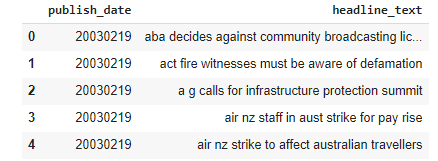 publish_date headline_text
0 20030219 aba decides against community broadcasting lic...
1 20030219 act fire witnesses must be aware of defamation
2 20030219 a g calls for infrastructure protection summit
3 20030219 air nz staff in aust strike for pay rise
4 20030219 air nz strike to affect australian travellers